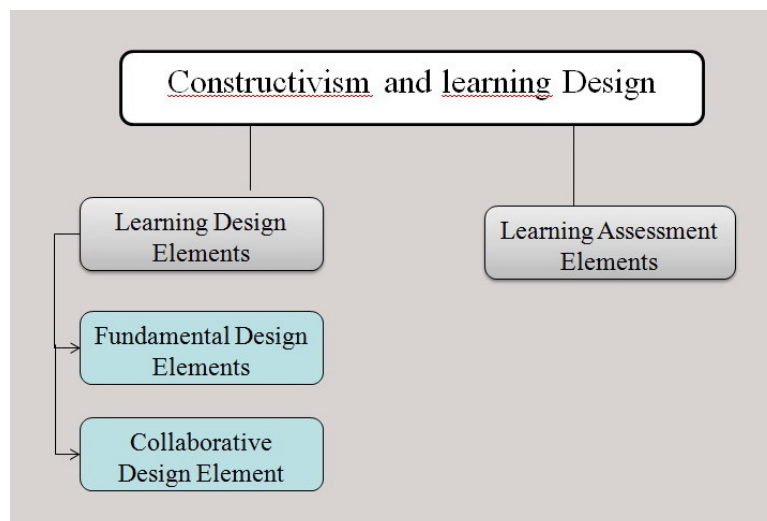 Constructivism and learning Design
Learning Design
Elements
Learning Assessment
Elements
Fundamental Design
Elements
Collaborative
Design Element